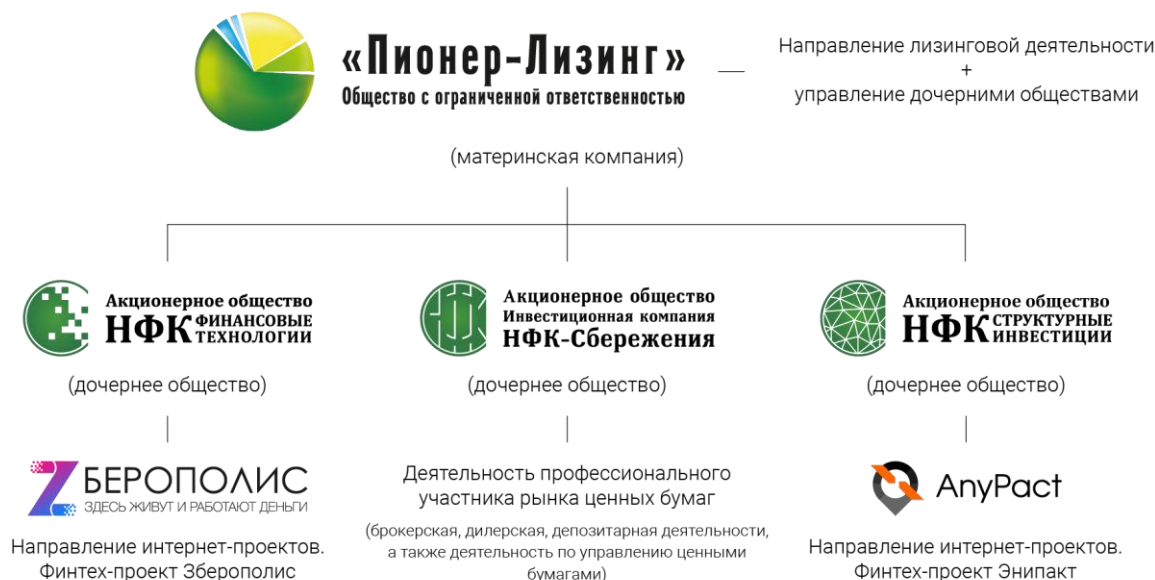 «Пионер-Лизинг»
Общество с ограниченной ответственностью
Направление лизинговой деятельности
+
управление дочерними обществами
(материнская компания)
Акционерное общество
НФК ФИНАНСОВЫЕ
ТЕХНОЛОГИИ
(дочернее общество)
ZБЕРОПОЛИС
ЗДЕСЬ ЖИВУТ И РАБОТАЮТ ДЕНЬГИ
Направление интернет-проектов.
Финтех-проект Зберополис
Акционерное общество
Инвестиционная компания
НФК-Сбережения
(дочернее общество)
Деятельность профессионального
участника рынка ценных бумаг
(брокерская, дилерская, депозитарная деятельности,
а также деятельность по управлению ценными
бумагами)
Акционерное общество
НФК СТРУКТУРНЫЕ
ИНВЕСТИЦИИ
(дочернее общество)
AnyPact
Направление интернет-проектов.
Финтех-проект Энипакт